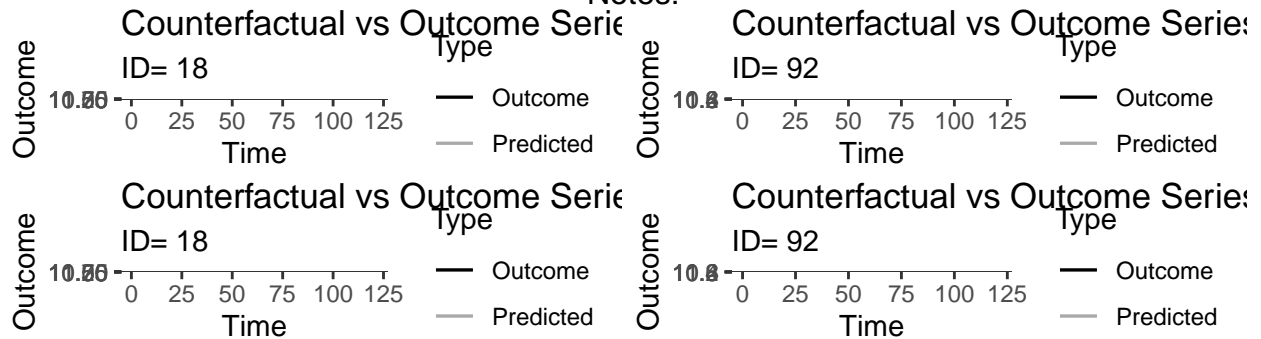 Notes:
Counterfactual vs Outcome Serie
ID= 18
Type
Outcome
Predicted
Outcome
0 25 50 75 100 125
Time
Counterfactual vs Outcome Series
ID= 92
Type
Outcome
Predicted
Outcome
0 25 50 75 100 125
Time
Counterfactual vs Outcome Serie
ID= 18
Type
Outcome
Predicted
Outcome
0 25 50 75 100 125
Time
Counterfactual vs Outcome Series
ID= 92
Type
Outcome
Predicted
Outcome
0 25 50 75 100 125
Time